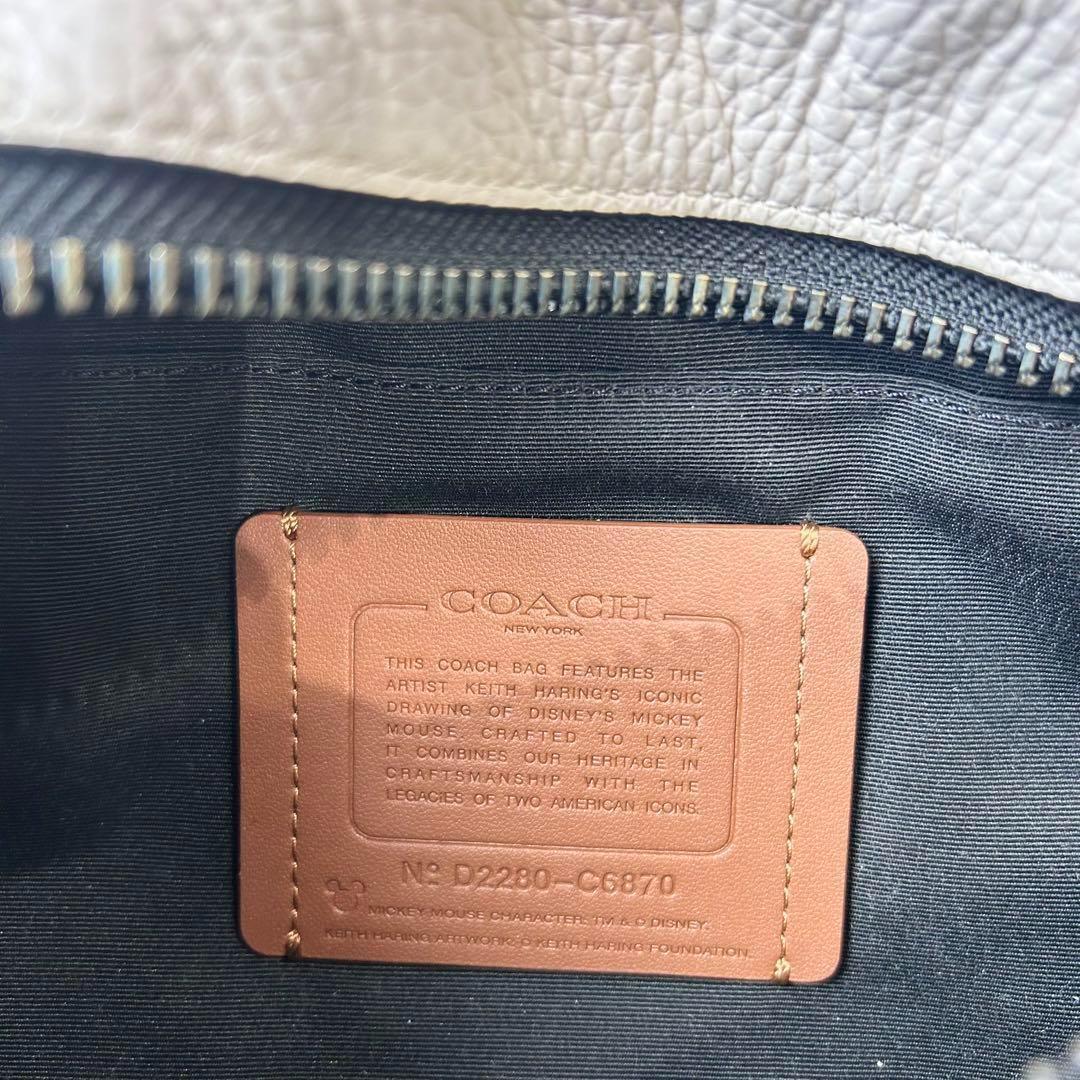 COACH
NEW YORK
THIS COACH BAG FEATURES THE
ARTIST KEITH HARING'S ICONIC
DRAWING OF DISNEY'S MICKEY
MOUSE. CRAFTED TO LAST,
IT COMBINES OUR HERITAGE IN
CRAFTSMANSHIP WITH THE
LEGACIES OF TWO AMERICAN ICONS.
Nº D2280-C6870
MICKEY MOUSE CHARACTER: TM & © DISNEY.
KEITH HARING ARTWORK: © KEITH HARING FOUNDATION.